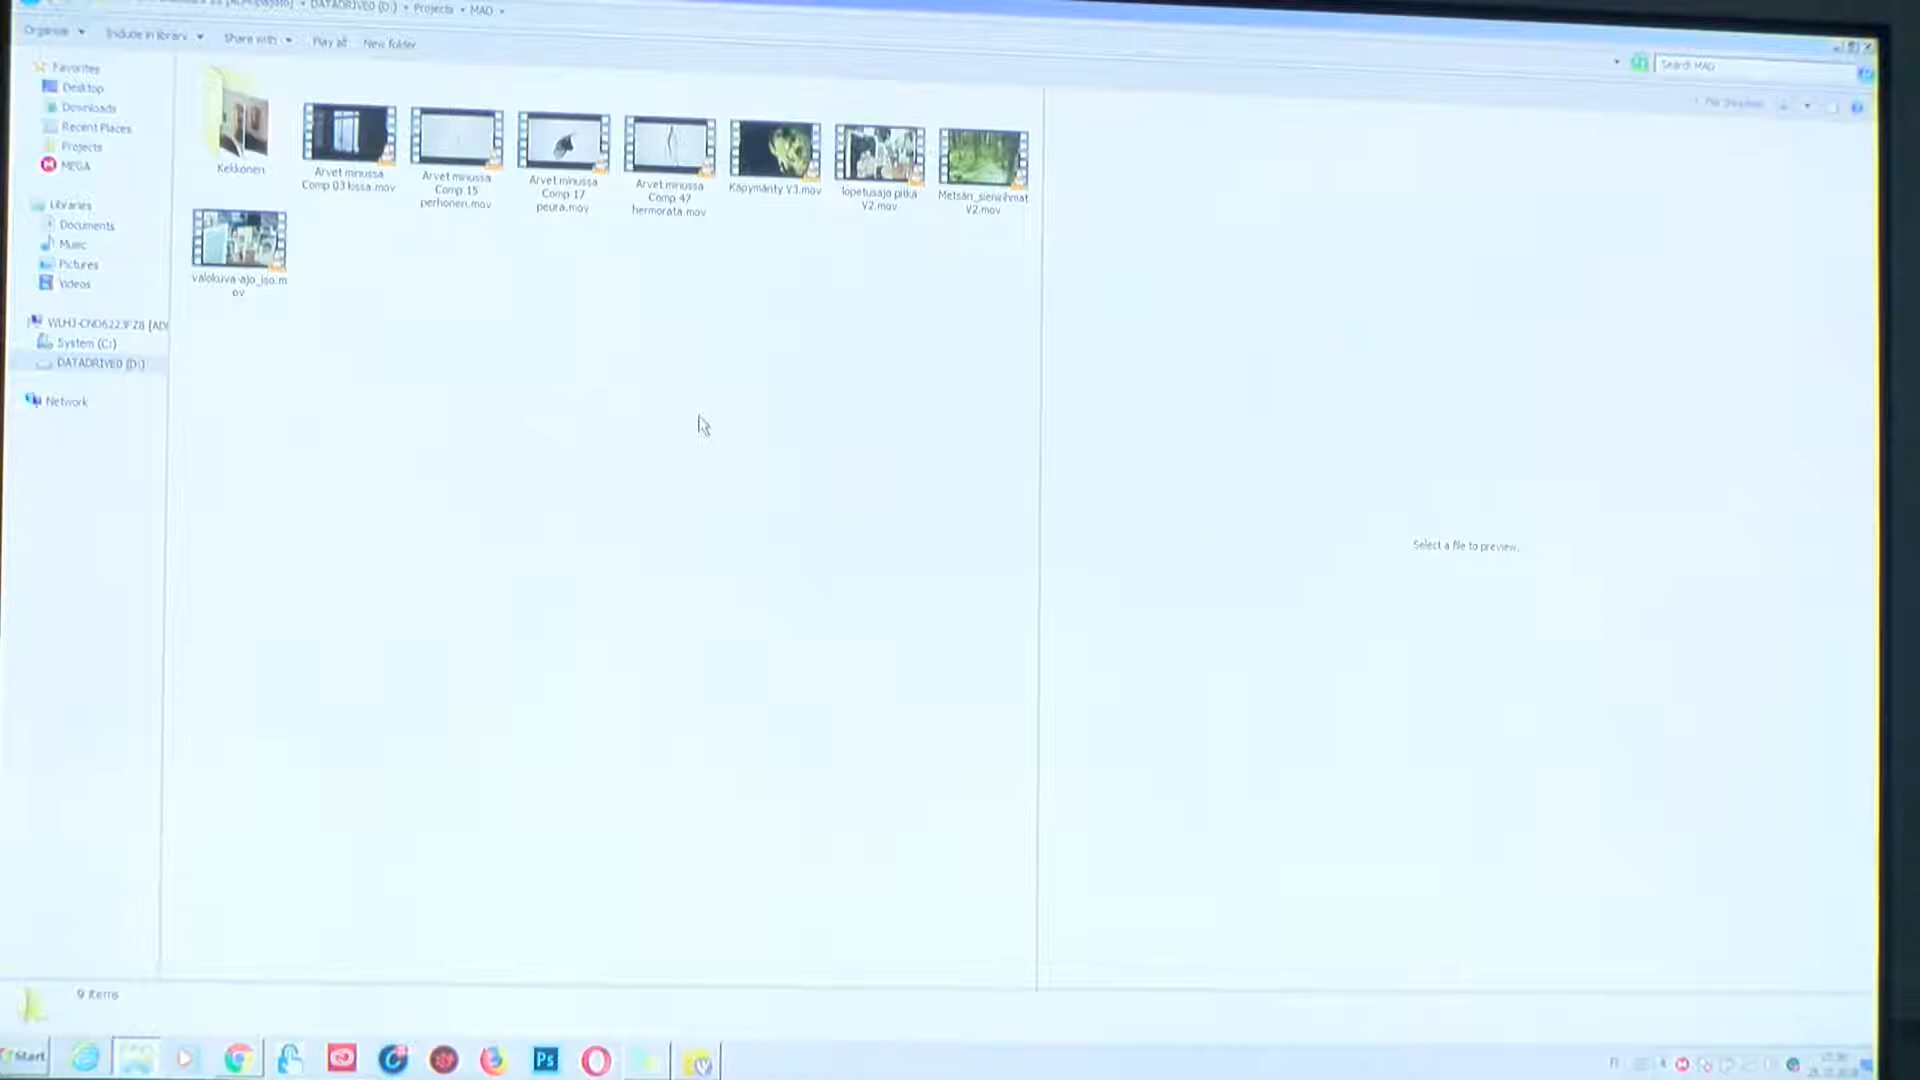 DATADRIVE0 (D:) Projects MAD
Organize Include in library Share with Play all New folder
Search MAD
Favorites
Desktop
Downloads
Recent Places
Projects
MEGA
Libraries
Documents
Music
Pictures
Videos
System (C:)
DATADRIVE0 (D:)
Network
Kekkonen
Arvet minussa
Comp 03 kissa.mov
Arvet minussa
Comp 15
perhonen.mov
Arvet minussa
Comp 17
peura.mov
Arvet minussa
Comp 47
hermorata.mov
Käpymänty V3.mov
lopetusajo pitkä
V2.mov
V2.mov
valokuva-ajo_iso.m
ov
Select a file to preview.
9 items
Start
Ps